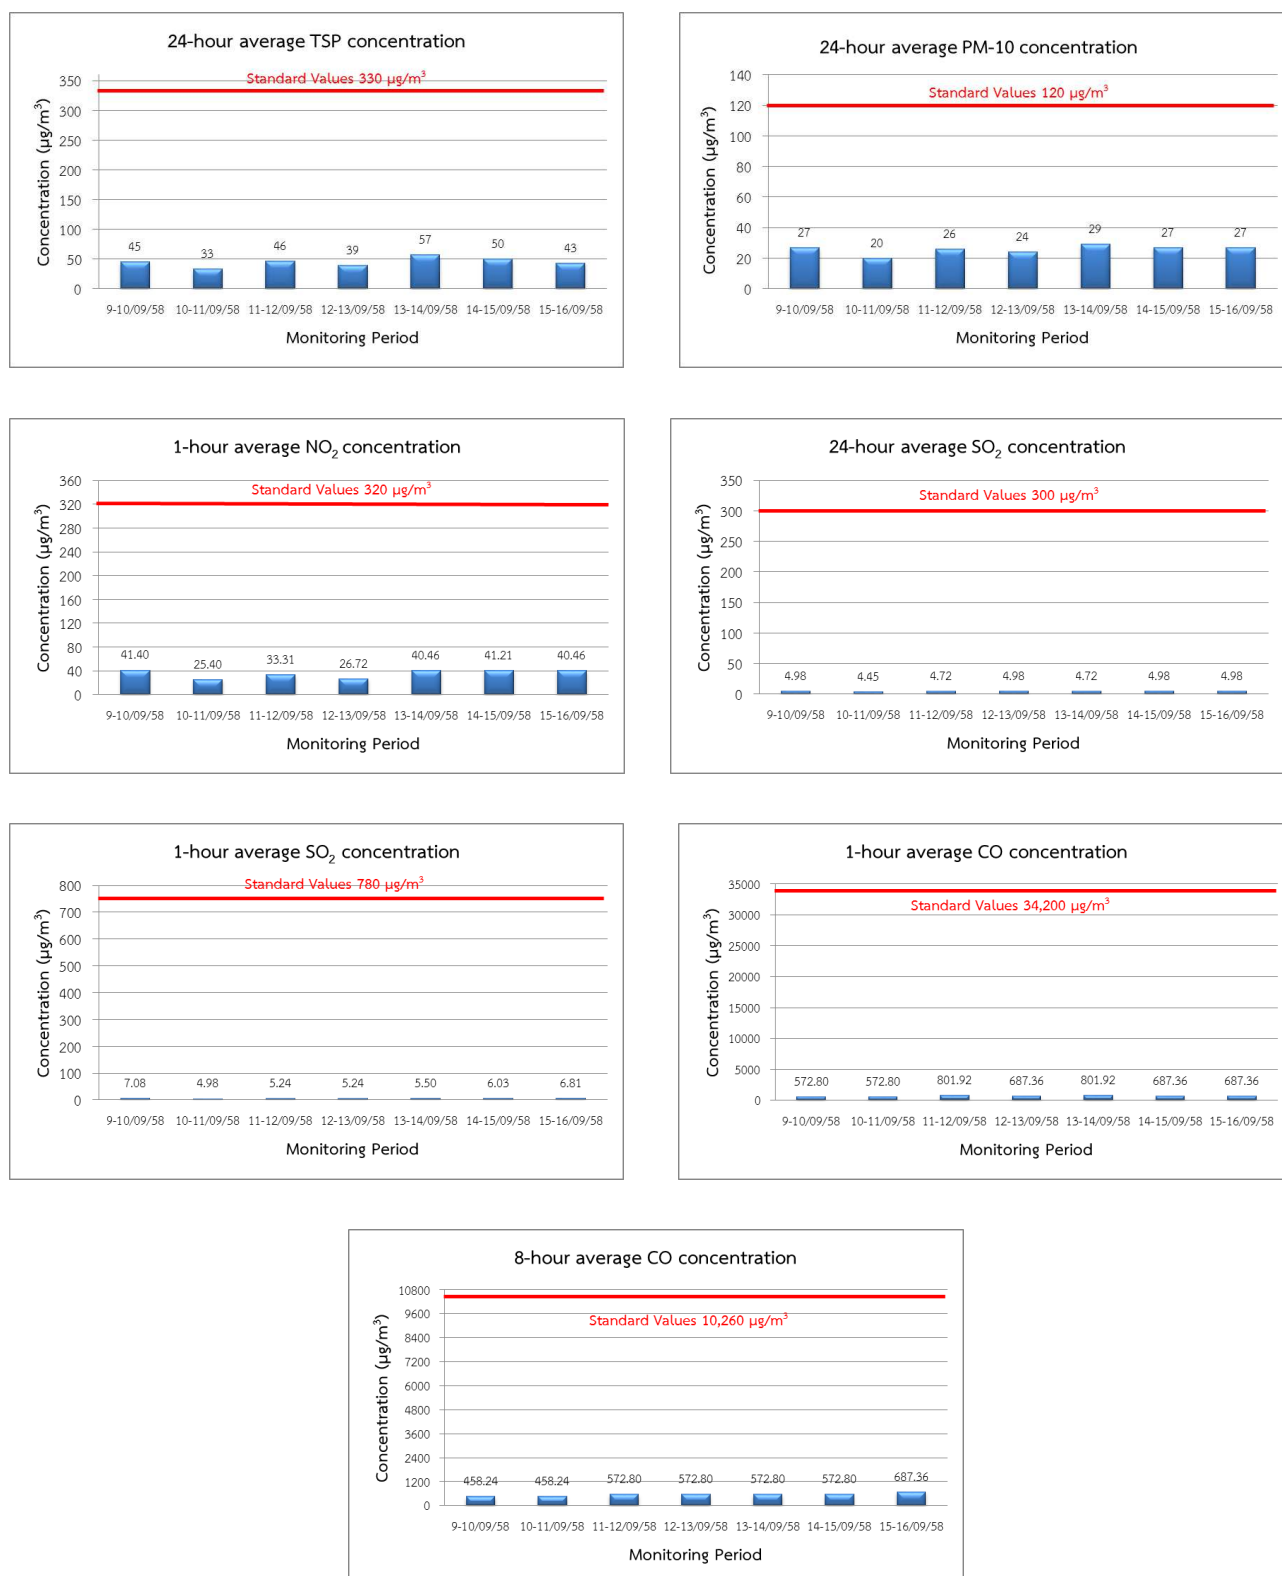 24-hour average TSP concentration
Standard Values 330 µg/m³
Concentration (µg/m³)
350
300
250
200
150
100
50
0
45 33 46 39 57 50 43
9-10/09/58 10-11/09/58 11-12/09/58 12-13/09/58 13-14/09/58 14-15/09/58 15-16/09/58
Monitoring Period
24-hour average PM-10 concentration
Standard Values 120 µg/m³
Concentration (µg/m³)
140
120
100
80
60
40
20
0
27 20 26 24 29 27 27
9-10/09/58 10-11/09/58 11-12/09/58 12-13/09/58 13-14/09/58 14-15/09/58 15-16/09/58
Monitoring Period
1-hour average NO₂ concentration
Standard Values 320 µg/m³
Concentration (µg/m³)
360
320
280
240
200
160
120
80
40
0
41.40 25.40 33.31 26.72 40.46 41.21 40.46
9-10/09/58 10-11/09/58 11-12/09/58 12-13/09/58 13-14/09/58 14-15/09/58 15-16/09/58
Monitoring Period
24-hour average SO₂ concentration
Standard Values 300 µg/m³
Concentration (µg/m³)
350
300
250
200
150
100
50
0
4.98 4.45 4.72 4.98 4.72 4.98 4.98
9-10/09/58 10-11/09/58 11-12/09/58 12-13/09/58 13-14/09/58 14-15/09/58 15-16/09/58
Monitoring Period
1-hour average SO₂ concentration
Standard Values 780 µg/m³
Concentration (µg/m³)
800
700
600
500
400
300
200
100
0
7.08 4.98 5.24 5.24 5.50 6.03 6.81
9-10/09/58 10-11/09/58 11-12/09/58 12-13/09/58 13-14/09/58 14-15/09/58 15-16/09/58
Monitoring Period
1-hour average CO concentration
Standard Values 34,200 µg/m³
Concentration (µg/m³)
35000
30000
25000
20000
15000
10000
5000
0
572.80 572.80 801.92 687.36 801.92 687.36 687.36
9-10/09/58 10-11/09/58 11-12/09/58 12-13/09/58 13-14/09/58 14-15/09/58 15-16/09/58
Monitoring Period
8-hour average CO concentration
Standard Values 10,260 µg/m³
Concentration (µg/m³)
10800
9600
8400
7200
6000
4800
3600
2400
1200
0
458.24 458.24 572.80 572.80 572.80 572.80 687.36
9-10/09/58 10-11/09/58 11-12/09/58 12-13/09/58 13-14/09/58 14-15/09/58 15-16/09/58
Monitoring Period